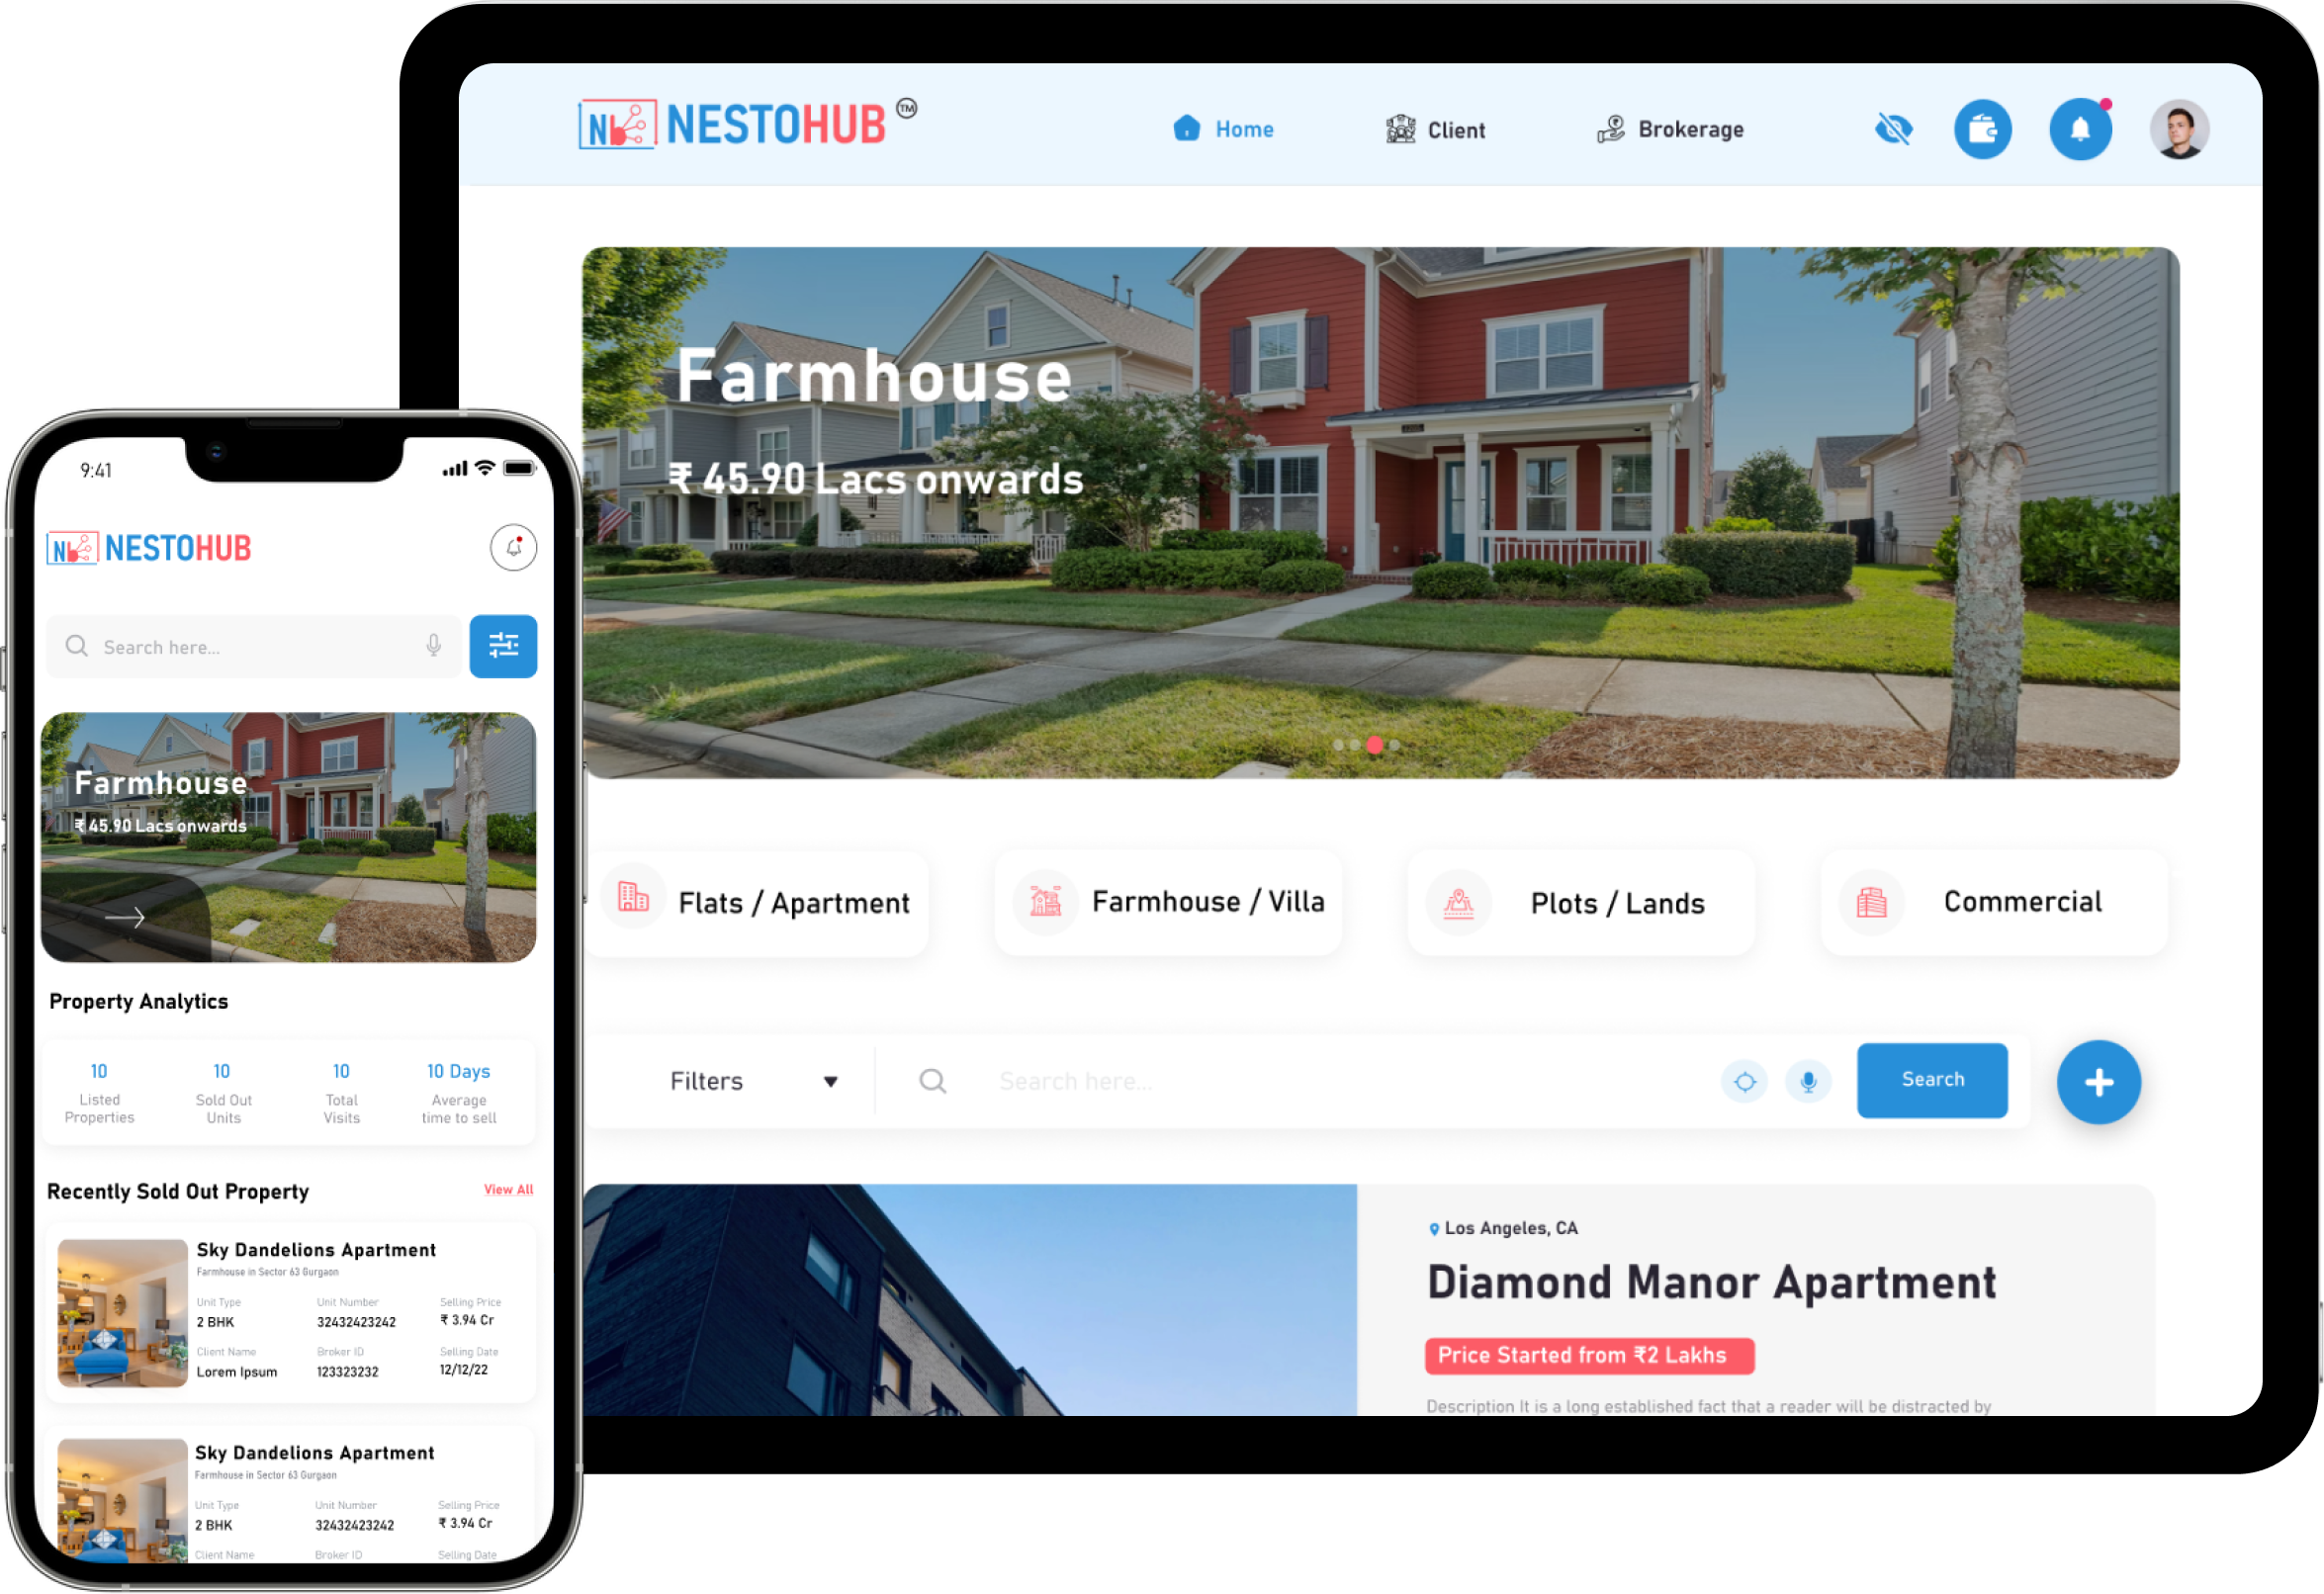 NESTOHUB TM
Home
Client
Brokerage
Farmhouse
₹ 45.90 Lacs onwards
Flats / Apartment
Farmhouse / Villa
Plots / Lands
Commercial
Filters
Search here...
Search
Los Angeles, CA
Diamond Manor Apartment
Price Started from ₹2 Lakhs
Description It is a long established fact that a reader will be distracted by
9:41
NESTOHUB
Search here...
Farmhouse
₹ 45.90 Lacs onwards
Property Analytics
10 10 10 10 Days
Listed Sold Out Total Average
Properties Units Visits time to sell
Recently Sold Out Property View All
Sky Dandelions Apartment
Farmhouse in Sector 63 Gurgaon
Unit Type Unit Number Selling Price
2 BHK 32432423242 ₹ 3.94 Cr
Client Name Broker ID Selling Date
Lorem Ipsum 123323232 12/12/22
Sky Dandelions Apartment
Farmhouse in Sector 63 Gurgaon
Unit Type Unit Number Selling Price
2 BHK 32432423242 ₹ 3.94 Cr
Client Name Broker ID Selling Date